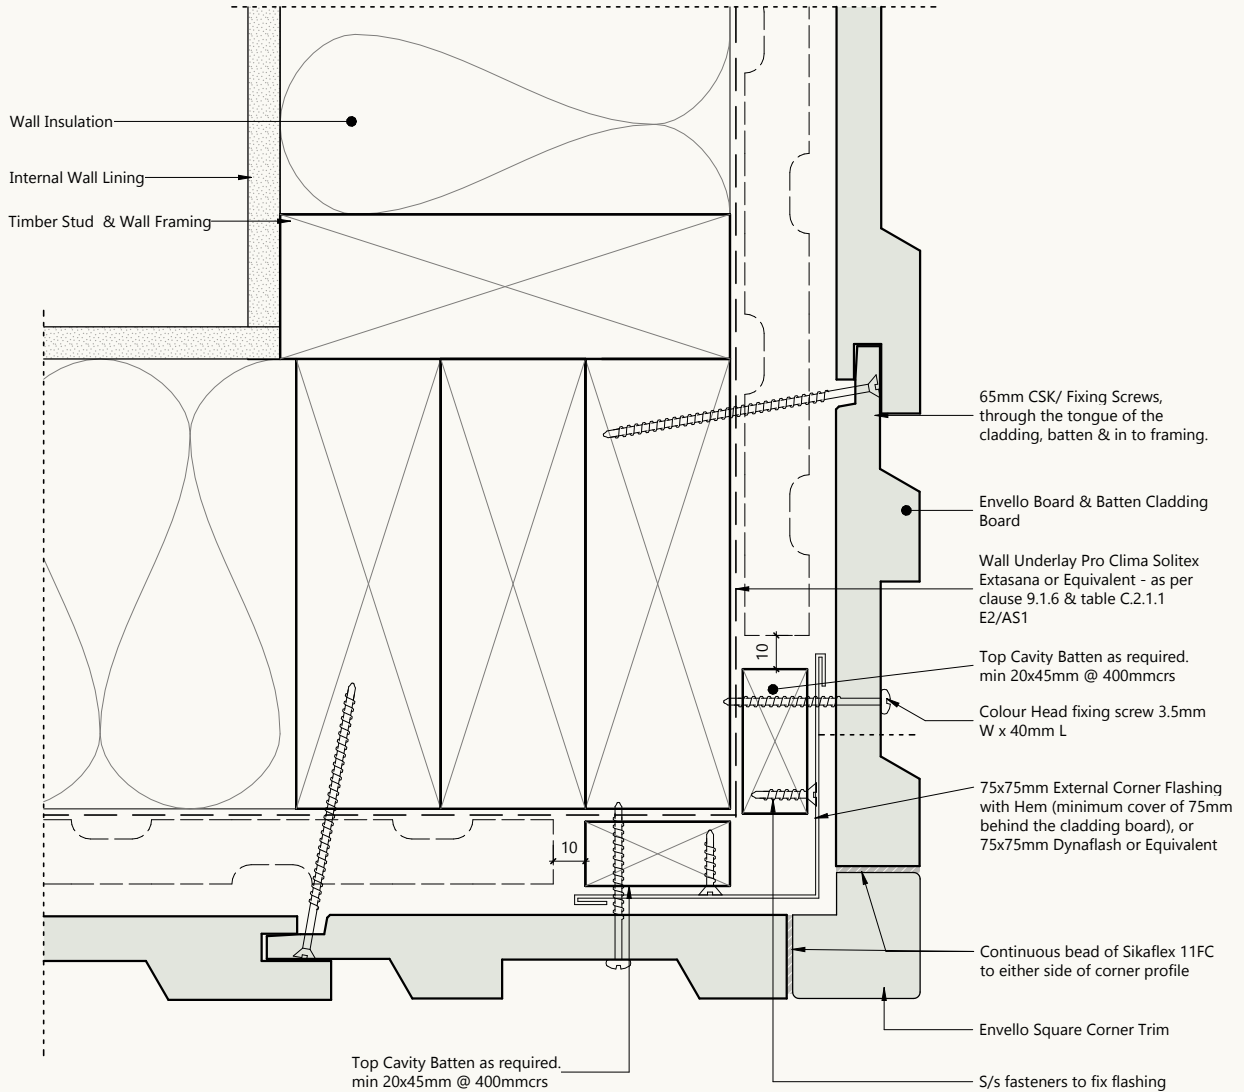 Wall Insulation
Internal Wall Lining
Timber Stud & Wall Framing
65mm CSK/ Fixing Screws,
through the tongue of the
cladding, batten & in to framing.
Envello Board & Batten Cladding
Board
Wall Underlay Pro Clima Solitex
Extasana or Equivalent - as per
clause 9.1.6 & table C.2.1.1
E2/AS1
10
Top Cavity Batten as required.
min 20x45mm @ 400mmcrs
Colour Head fixing screw 3.5mm
W x 40mm L
75x75mm External Corner Flashing
with Hem (minimum cover of 75mm
behind the cladding board), or
75x75mm Dynaflash or Equivalent
10
Continuous bead of Sikaflex 11FC
to either side of corner profile
Envello Square Corner Trim
Top Cavity Batten as required.
min 20x45mm @ 400mmcrs
S/s fasteners to fix flashing